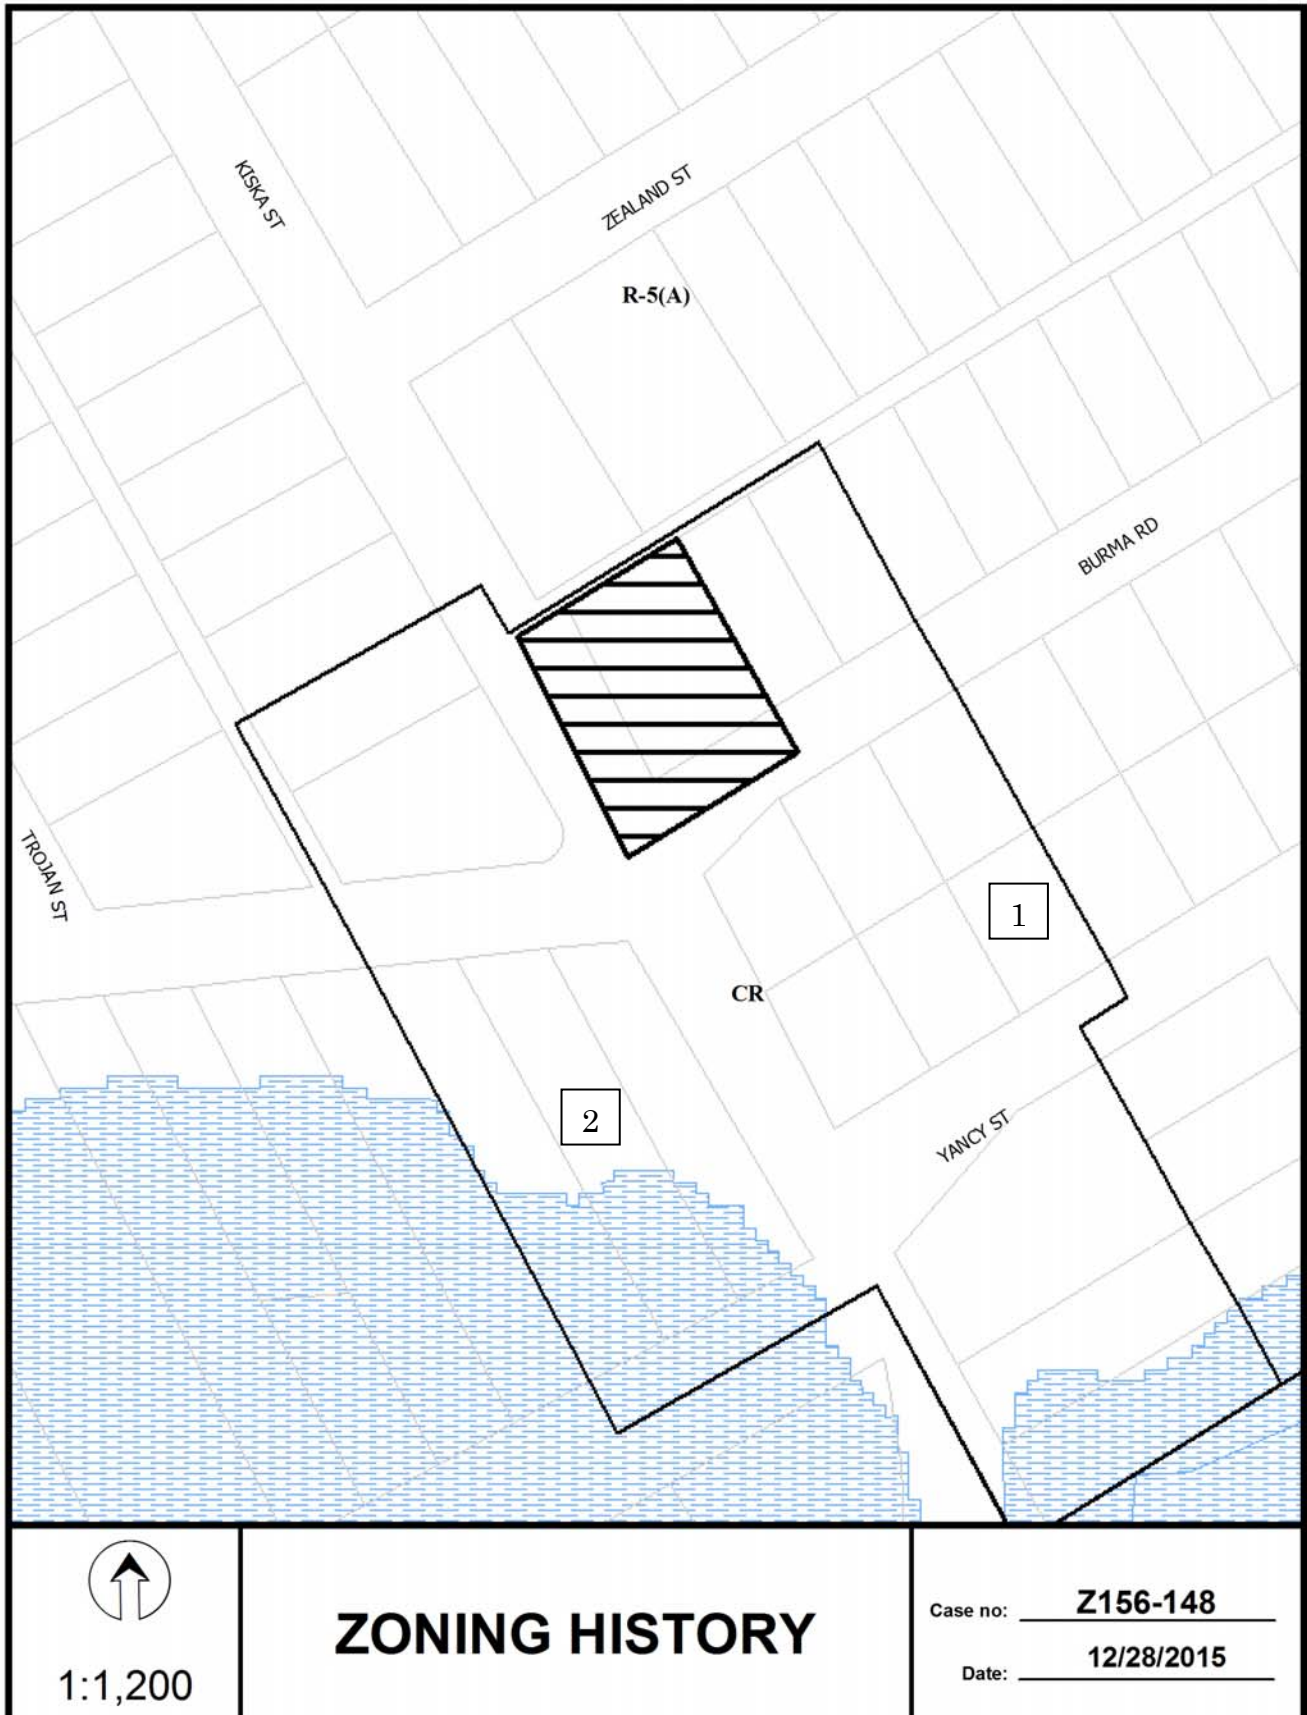 KISKA ST
ZEALAND ST
R-5(A)
BURMA RD
TROJAN ST
1
CR
2
YANCY ST
1:1,200
ZONING HISTORY
Case no: Z156-148
Date: 12/28/2015